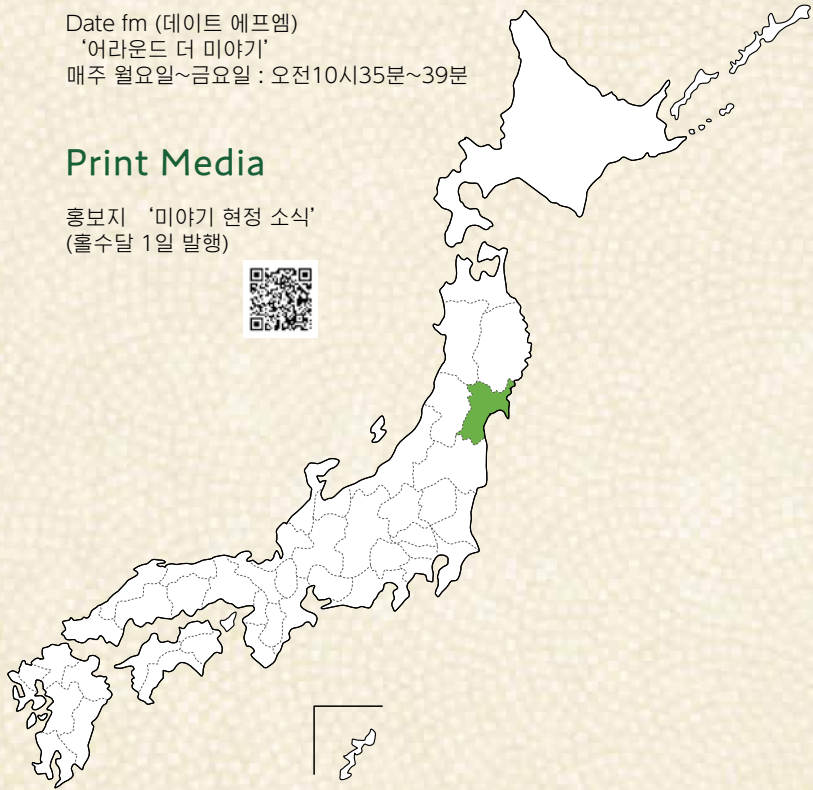 Date fm (데이트 에프엠)
‘어라운드 더 미야기’
매주 월요일~금요일 : 오전10시35분~39분
Print Media
홍보지 ‘미야기 현정 소식’
(홀수달 1일 발행)